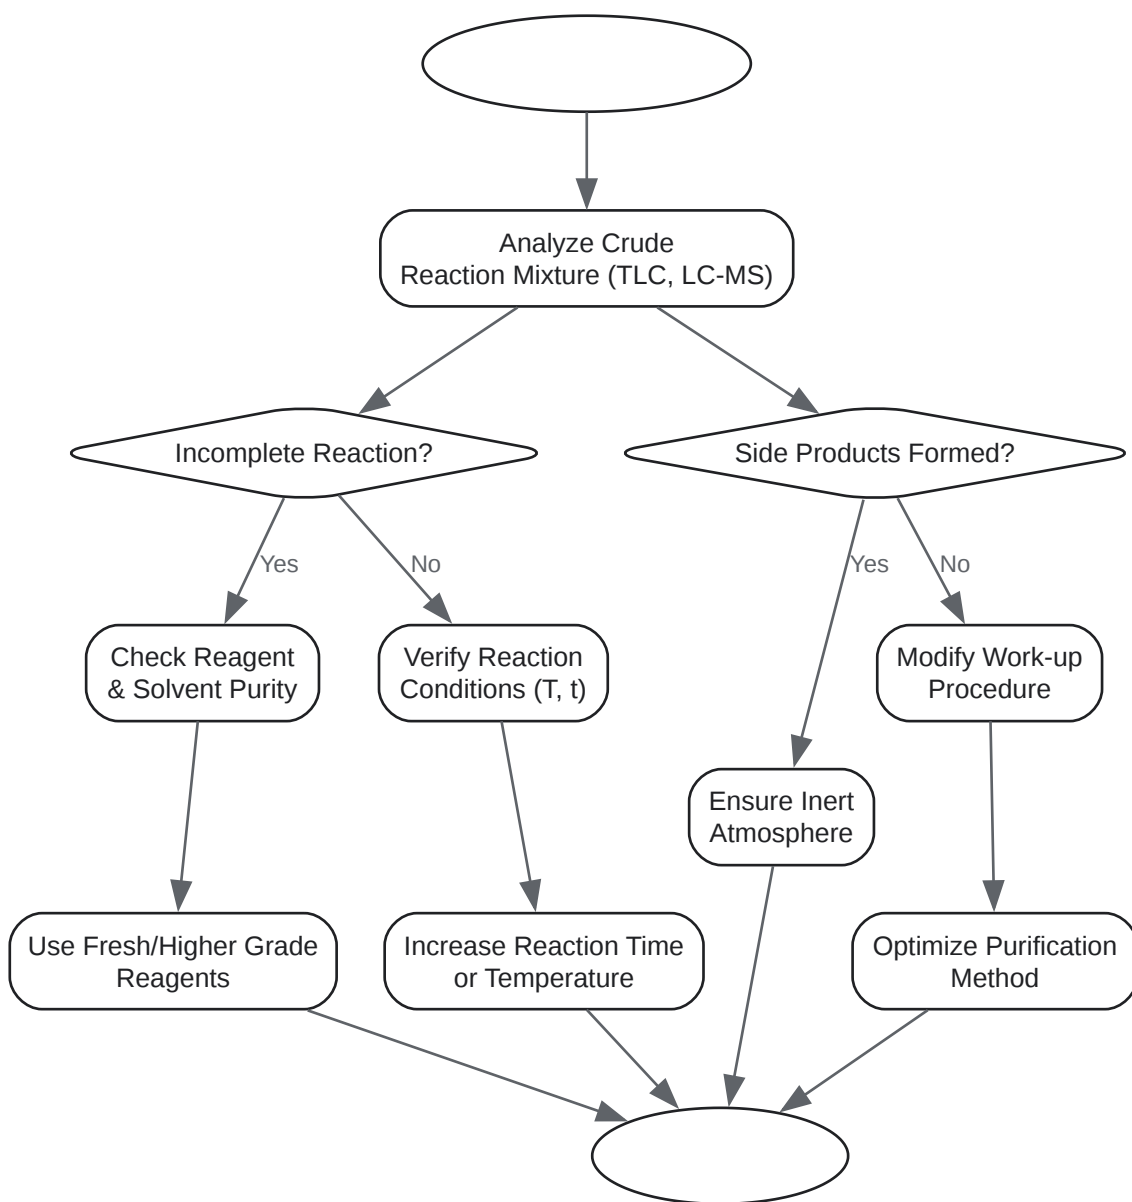 Analyze Crude
Reaction Mixture (TLC, LC-MS)
Incomplete Reaction?
Side Products Formed?
Yes
No
Yes
No
Check Reagent
& Solvent Purity
Verify Reaction
Conditions (T, t)
Modify Work-up
Procedure
Ensure Inert
Atmosphere
Use Fresh/Higher Grade
Reagents
Increase Reaction Time
or Temperature
Optimize Purification
Method